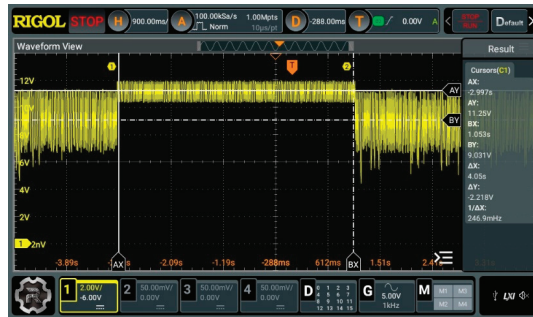 RIGOL STOP H 900.00ms/ A 100.00kSa/s 1.00Mpts D -288.00ms T 0.00V A STOP RUN Default
Norm 10μs/pt
Waveform View Result
Cursors(C1)
AX:
-2.997s
AY:
11.25V
BX:
1.053s
BY:
9.031V
ΔX:
4.05s
ΔY:
-2.218V
1/ΔX:
246.9mHz
2 2
T
12V
AY
BY
6V
4V
2V
1 2nV
-3.89s -2.09s -1.19s -288ms 612ms 1.51s
AX BX
1 2.00V/ -6.00V
2 50.00mV/ 0.00V
3 50.00mV/ 0.00V
4 50.00mV/ 0.00V
D 0 1 2 3
4 5 6 7
8 9 10 11
12 13 14 15
G 5.00V 1kHz
M M1 M3
M2 M4
LXI